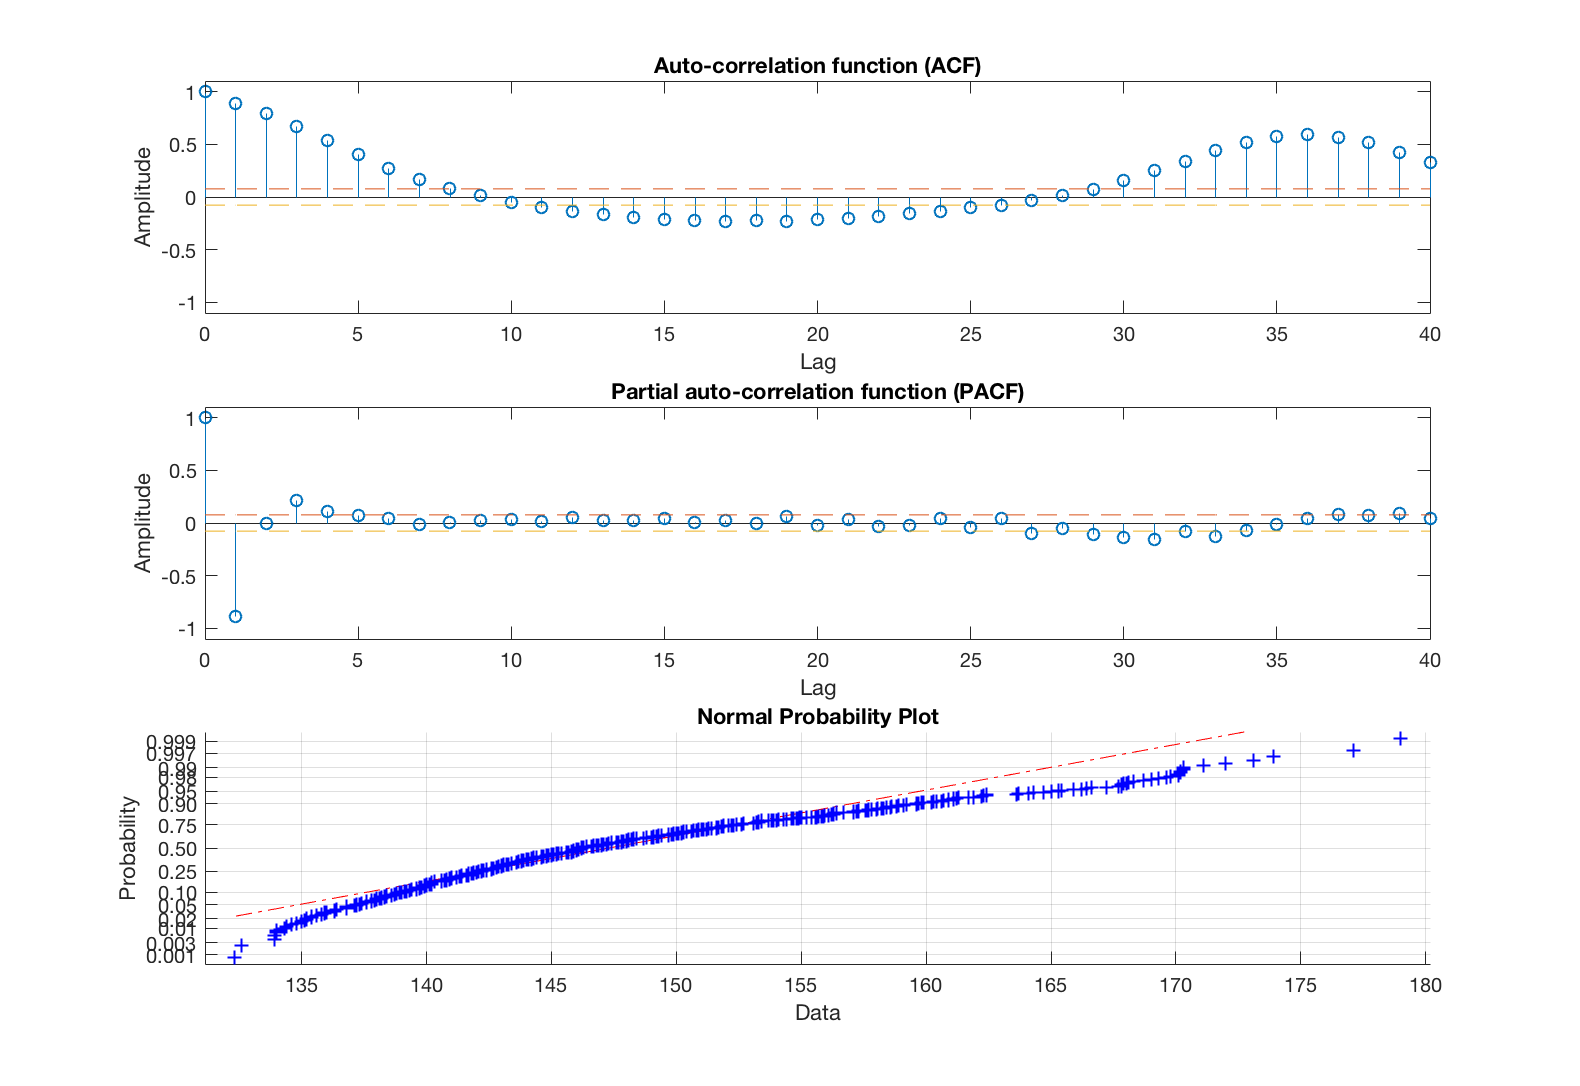 Auto-correlation function (ACF)
1
0.5
0
-0.5
-1
Amplitude
0 5 10 15 20 25 30 35 40
Lag
Partial auto-correlation function (PACF)
1
0.5
0
-0.5
-1
Amplitude
0 5 10 15 20 25 30 35 40
Lag
Normal Probability Plot
0.999
0.997
0.99
0.98
0.95
0.90
0.75
0.50
0.25
0.10
0.05
0.02
0.01
0.003
0.001
Probability
135 140 145 150 155 160 165 170 175 180
Data